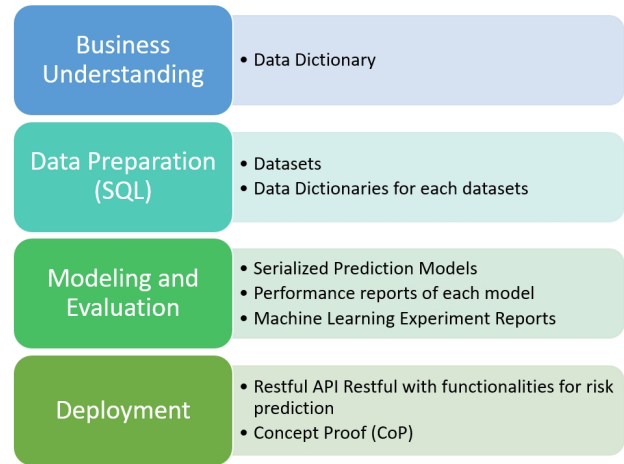 Business
Understanding
• Data Dictionary
Data Preparation
(SQL)
• Datasets
• Data Dictionaries for each datasets
Modeling and
Evaluation
• Serialized Prediction Models
• Performance reports of each model
• Machine Learning Experiment Reports
Deployment
• Restful API Restful with functionalities for risk
prediction
• Concept Proof (CoP)